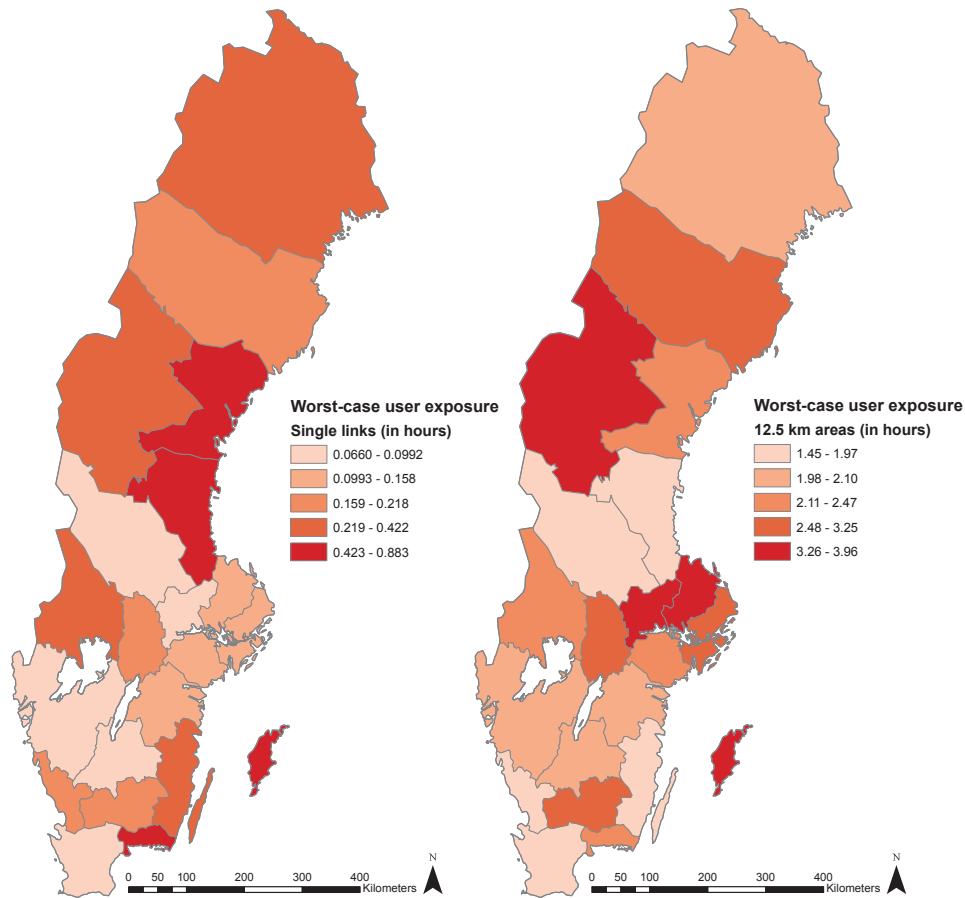 Worst-case user exposure
Single links (in hours)
0.0660 - 0.0992
0.0993 - 0.158
0.159 - 0.218
0.219 - 0.422
0.423 - 0.883
N
0 50 100 200 300 400
Kilometers
Worst-case user exposure
12.5 km areas (in hours)
1.45 - 1.97
1.98 - 2.10
2.11 - 2.47
2.48 - 3.25
3.26 - 3.96
N
0 50 100 200 300 400
Kilometers